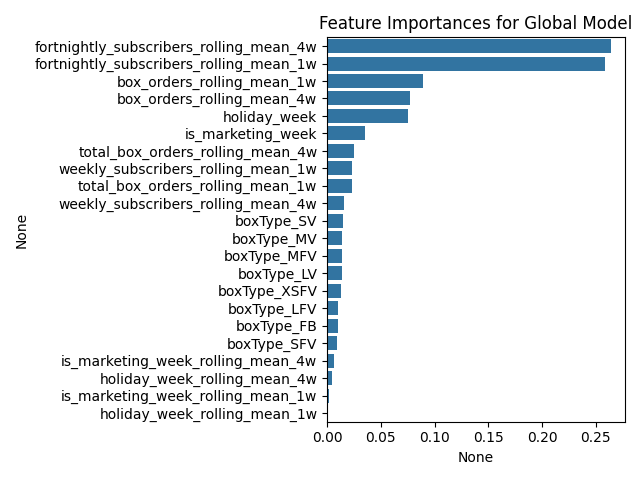 Feature Importances for Global Model
fortnightly_subscribers_rolling_mean_4w
fortnightly_subscribers_rolling_mean_1w
box_orders_rolling_mean_1w
box_orders_rolling_mean_4w
holiday_week
is_marketing_week
total_box_orders_rolling_mean_4w
weekly_subscribers_rolling_mean_1w
total_box_orders_rolling_mean_1w
weekly_subscribers_rolling_mean_4w
boxType_SV
boxType_MV
boxType_MFV
boxType_LV
boxType_XSFV
boxType_LFV
boxType_FB
boxType_SFV
is_marketing_week_rolling_mean_4w
holiday_week_rolling_mean_4w
is_marketing_week_rolling_mean_1w
holiday_week_rolling_mean_1w
None
0.00 0.05 0.10 0.15 0.20 0.25
None